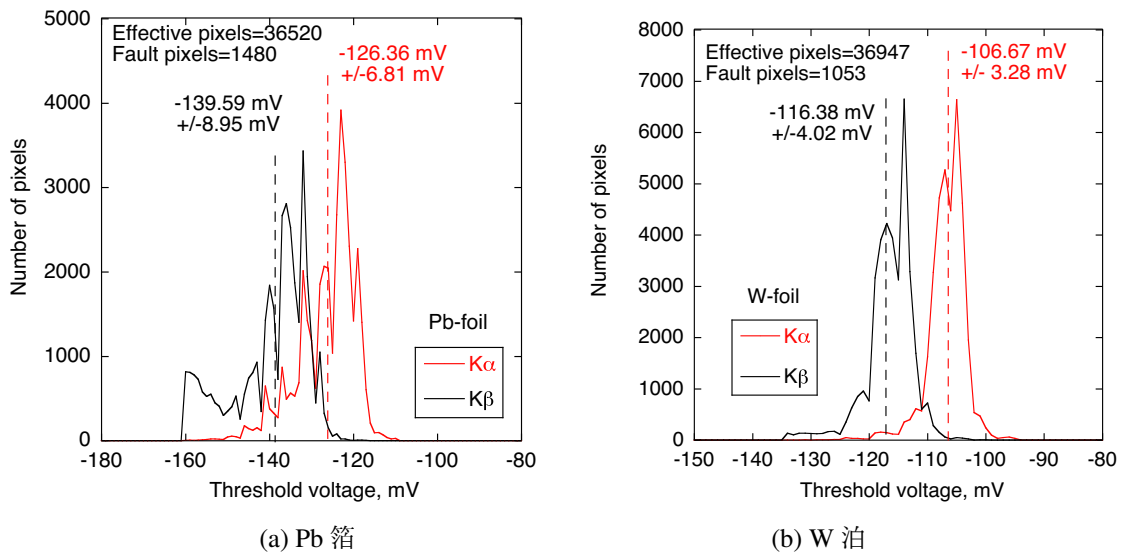 Effective pixels=36520
Fault pixels=1480
-126.36 mV
+/-6.81 mV
-139.59 mV
+/-8.95 mV
Number of pixels
5000
4000
3000
2000
1000
0
Pb-foil
Kα
Kβ
-180 -160 -140 -120 -100 -80
Threshold voltage, mV
(a) Pb 箔
Effective pixels=36947
Fault pixels=1053
-106.67 mV
+/- 3.28 mV
-116.38 mV
+/-4.02 mV
Number of pixels
8000
7000
6000
5000
4000
3000
2000
1000
0
W-foil
Kα
Kβ
-150 -140 -130 -120 -110 -100 -90 -80
Threshold voltage, mV
(b) W 泊